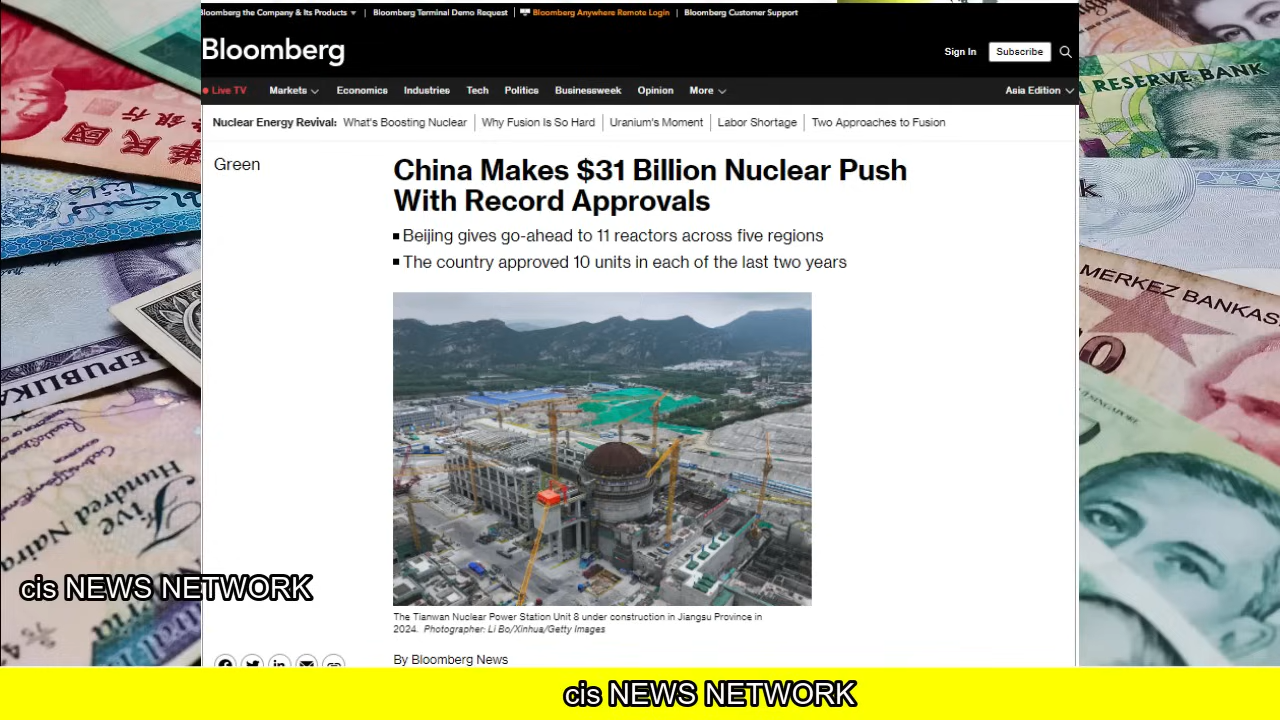 Bloomberg the Company & Its Products | Bloomberg Terminal Demo Request | Bloomberg Anywhere Remote Login | Bloomberg Customer Support
Bloomberg
Sign In Subscribe
Live TV Markets Economics Industries Tech Politics Businessweek Opinion More Asia Edition
Nuclear Energy Revival: What's Boosting Nuclear | Why Fusion Is So Hard | Uranium's Moment | Labor Shortage | Two Approaches to Fusion
Green
China Makes $31 Billion Nuclear Push
With Record Approvals
Beijing gives go-ahead to 11 reactors across five regions
The country approved 10 units in each of the last two years
The Tianwan Nuclear Power Station Unit 8 under construction in Jiangsu Province in
2024. Photographer: Li Bo/Xinhua/Getty Images
By Bloomberg News
RESERVE BANK
MERKEZ BANKAS
REPUBLIK
Five
Hundred Naira
cis NEWS NETWORK
cis NEWS NETWORK